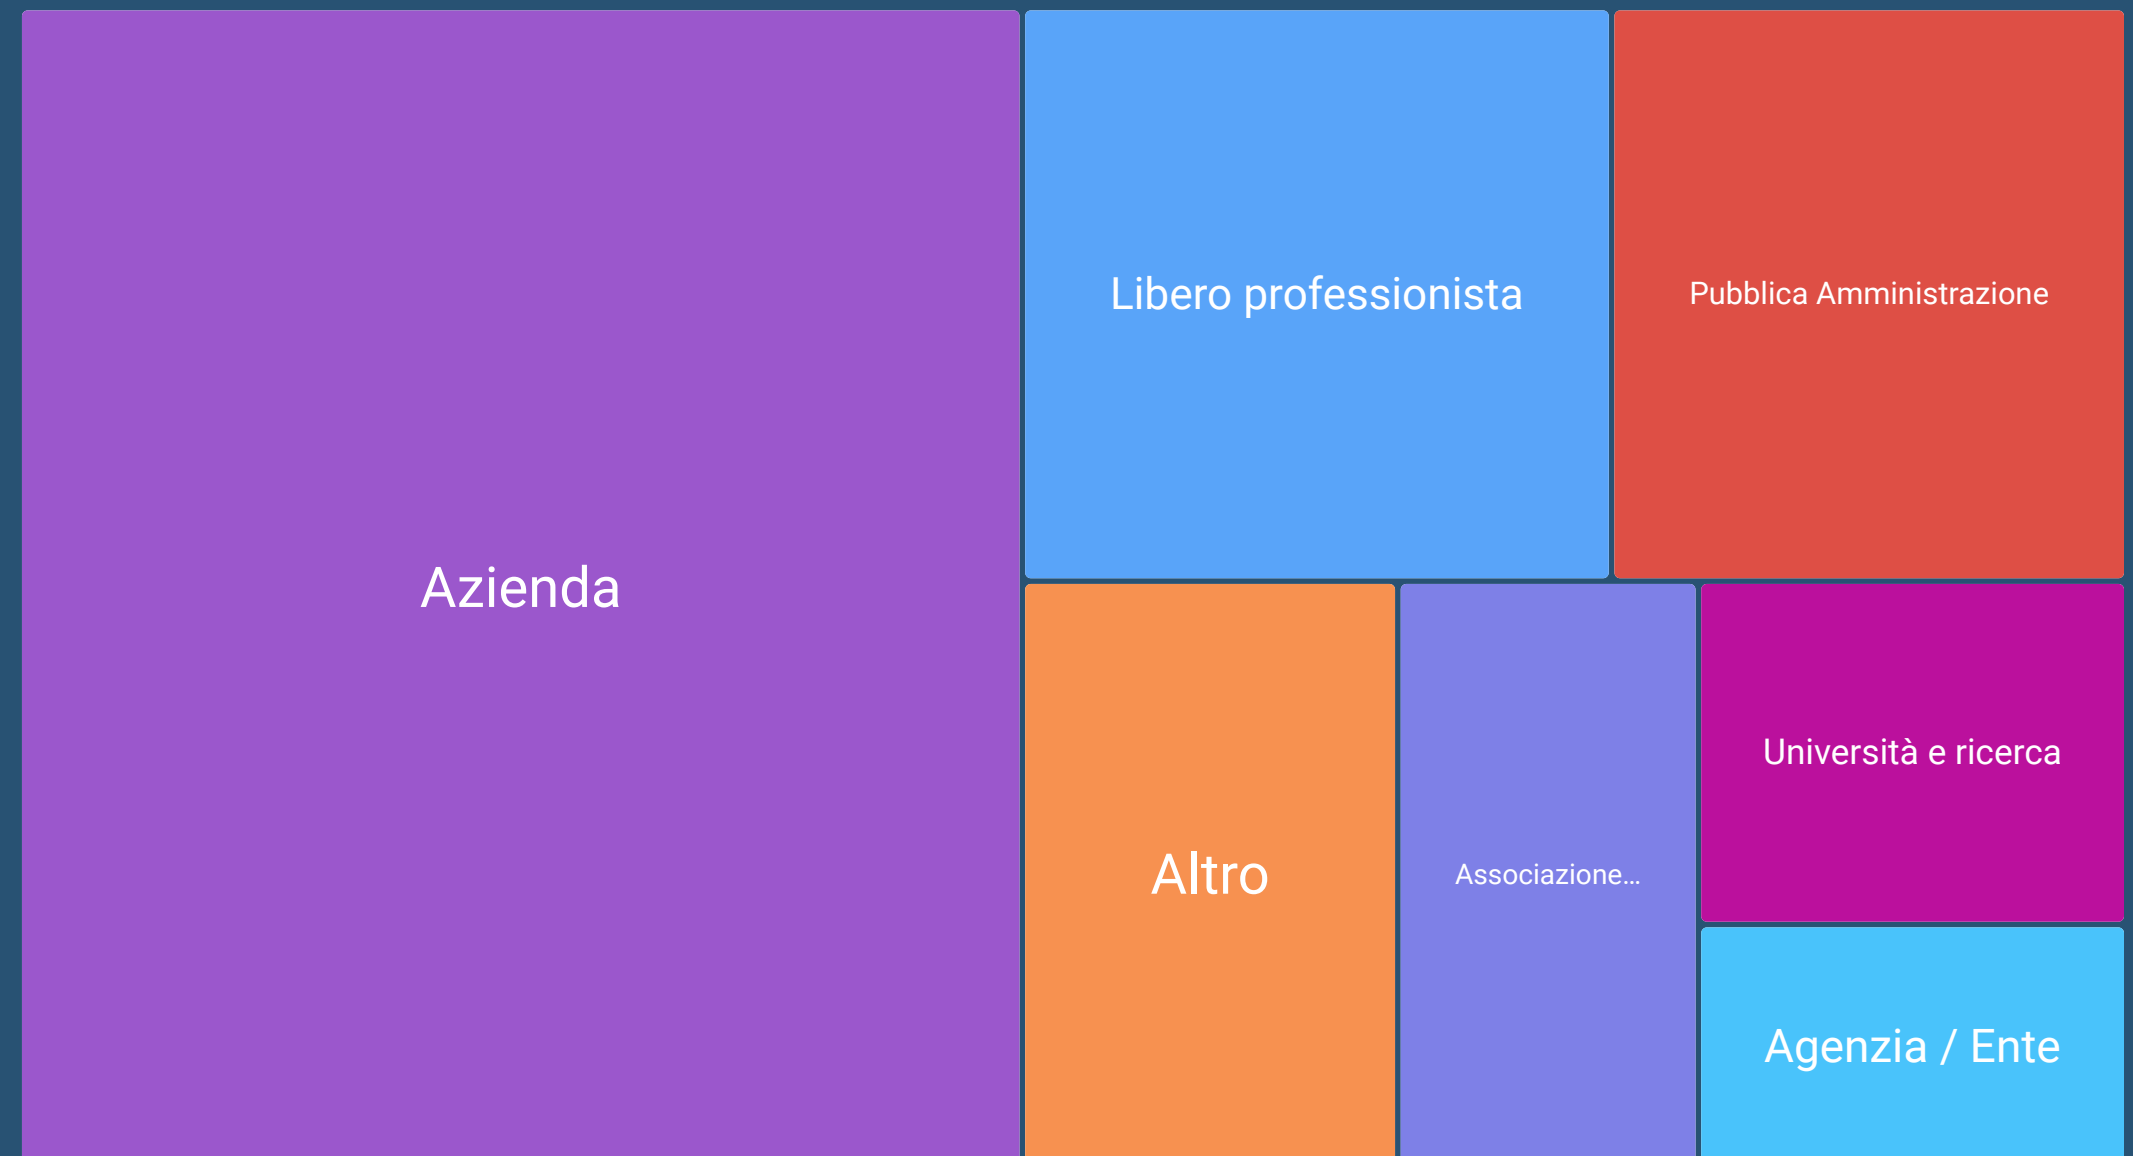 Azienda
Libero professionista
Pubblica Amministrazione
Altro
Associazione...
Università e ricerca
Agenzia / Ente